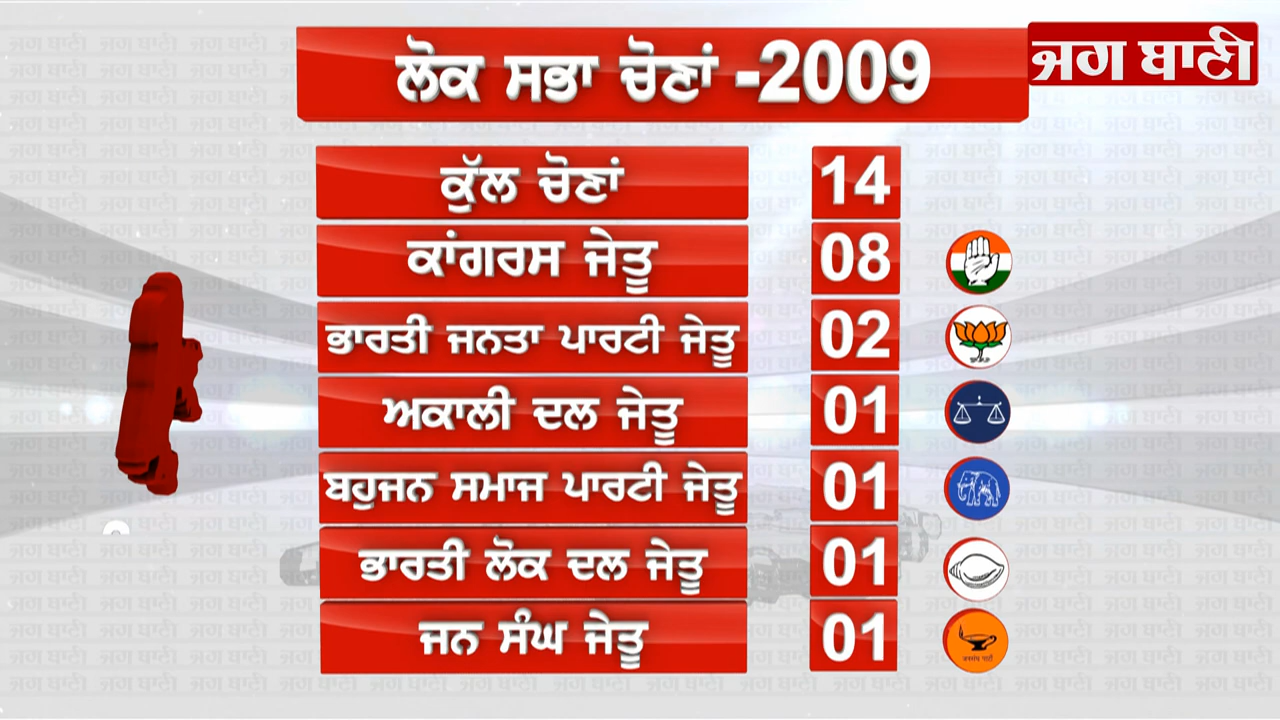 ਲੋਕ ਸਭਾ ਚੋਣਾਂ -2009
ਜਗ ਬਾਣੀ
ਕੁੱਲ ਚੋਣਾਂ 14
ਕਾਂਗਰਸ ਜੇਤੂ 08
ਭਾਰਤੀ ਜਨਤਾ ਪਾਰਟੀ ਜੇਤੂ 02
ਅਕਾਲੀ ਦਲ ਜੇਤੂ 01
ਬਹੁਜਨ ਸਮਾਜ ਪਾਰਟੀ ਜੇਤੂ 01
ਭਾਰਤੀ ਲੋਕ ਦਲ ਜੇਤੂ 01
ਜਨ ਸੰਘ ਜੇਤੂ 01